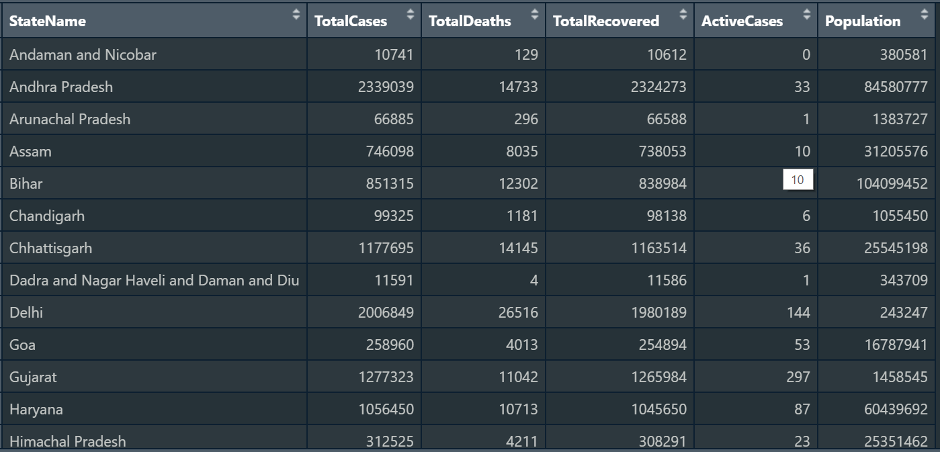 StateName TotalCases TotalDeaths TotalRecovered ActiveCases Population
Andaman and Nicobar 10741 129 10612 0 380581
Andhra Pradesh 2339039 14733 2324273 33 84580777
Arunachal Pradesh 66885 296 66588 1 1383727
Assam 746098 8035 738053 10 31205576
Bihar 851315 12302 838984 10 104099452
Chandigarh 99325 1181 98138 6 1055450
Chhattisgarh 1177695 14145 1163514 36 25545198
Dadra and Nagar Haveli and Daman and Diu 11591 4 11586 1 343709
Delhi 2006849 26516 1980189 144 243247
Goa 258960 4013 254894 53 16787941
Gujarat 1277323 11042 1265984 297 1458545
Haryana 1056450 10713 1045650 87 60439692
Himachal Pradesh 312525 4211 308291 23 25351462